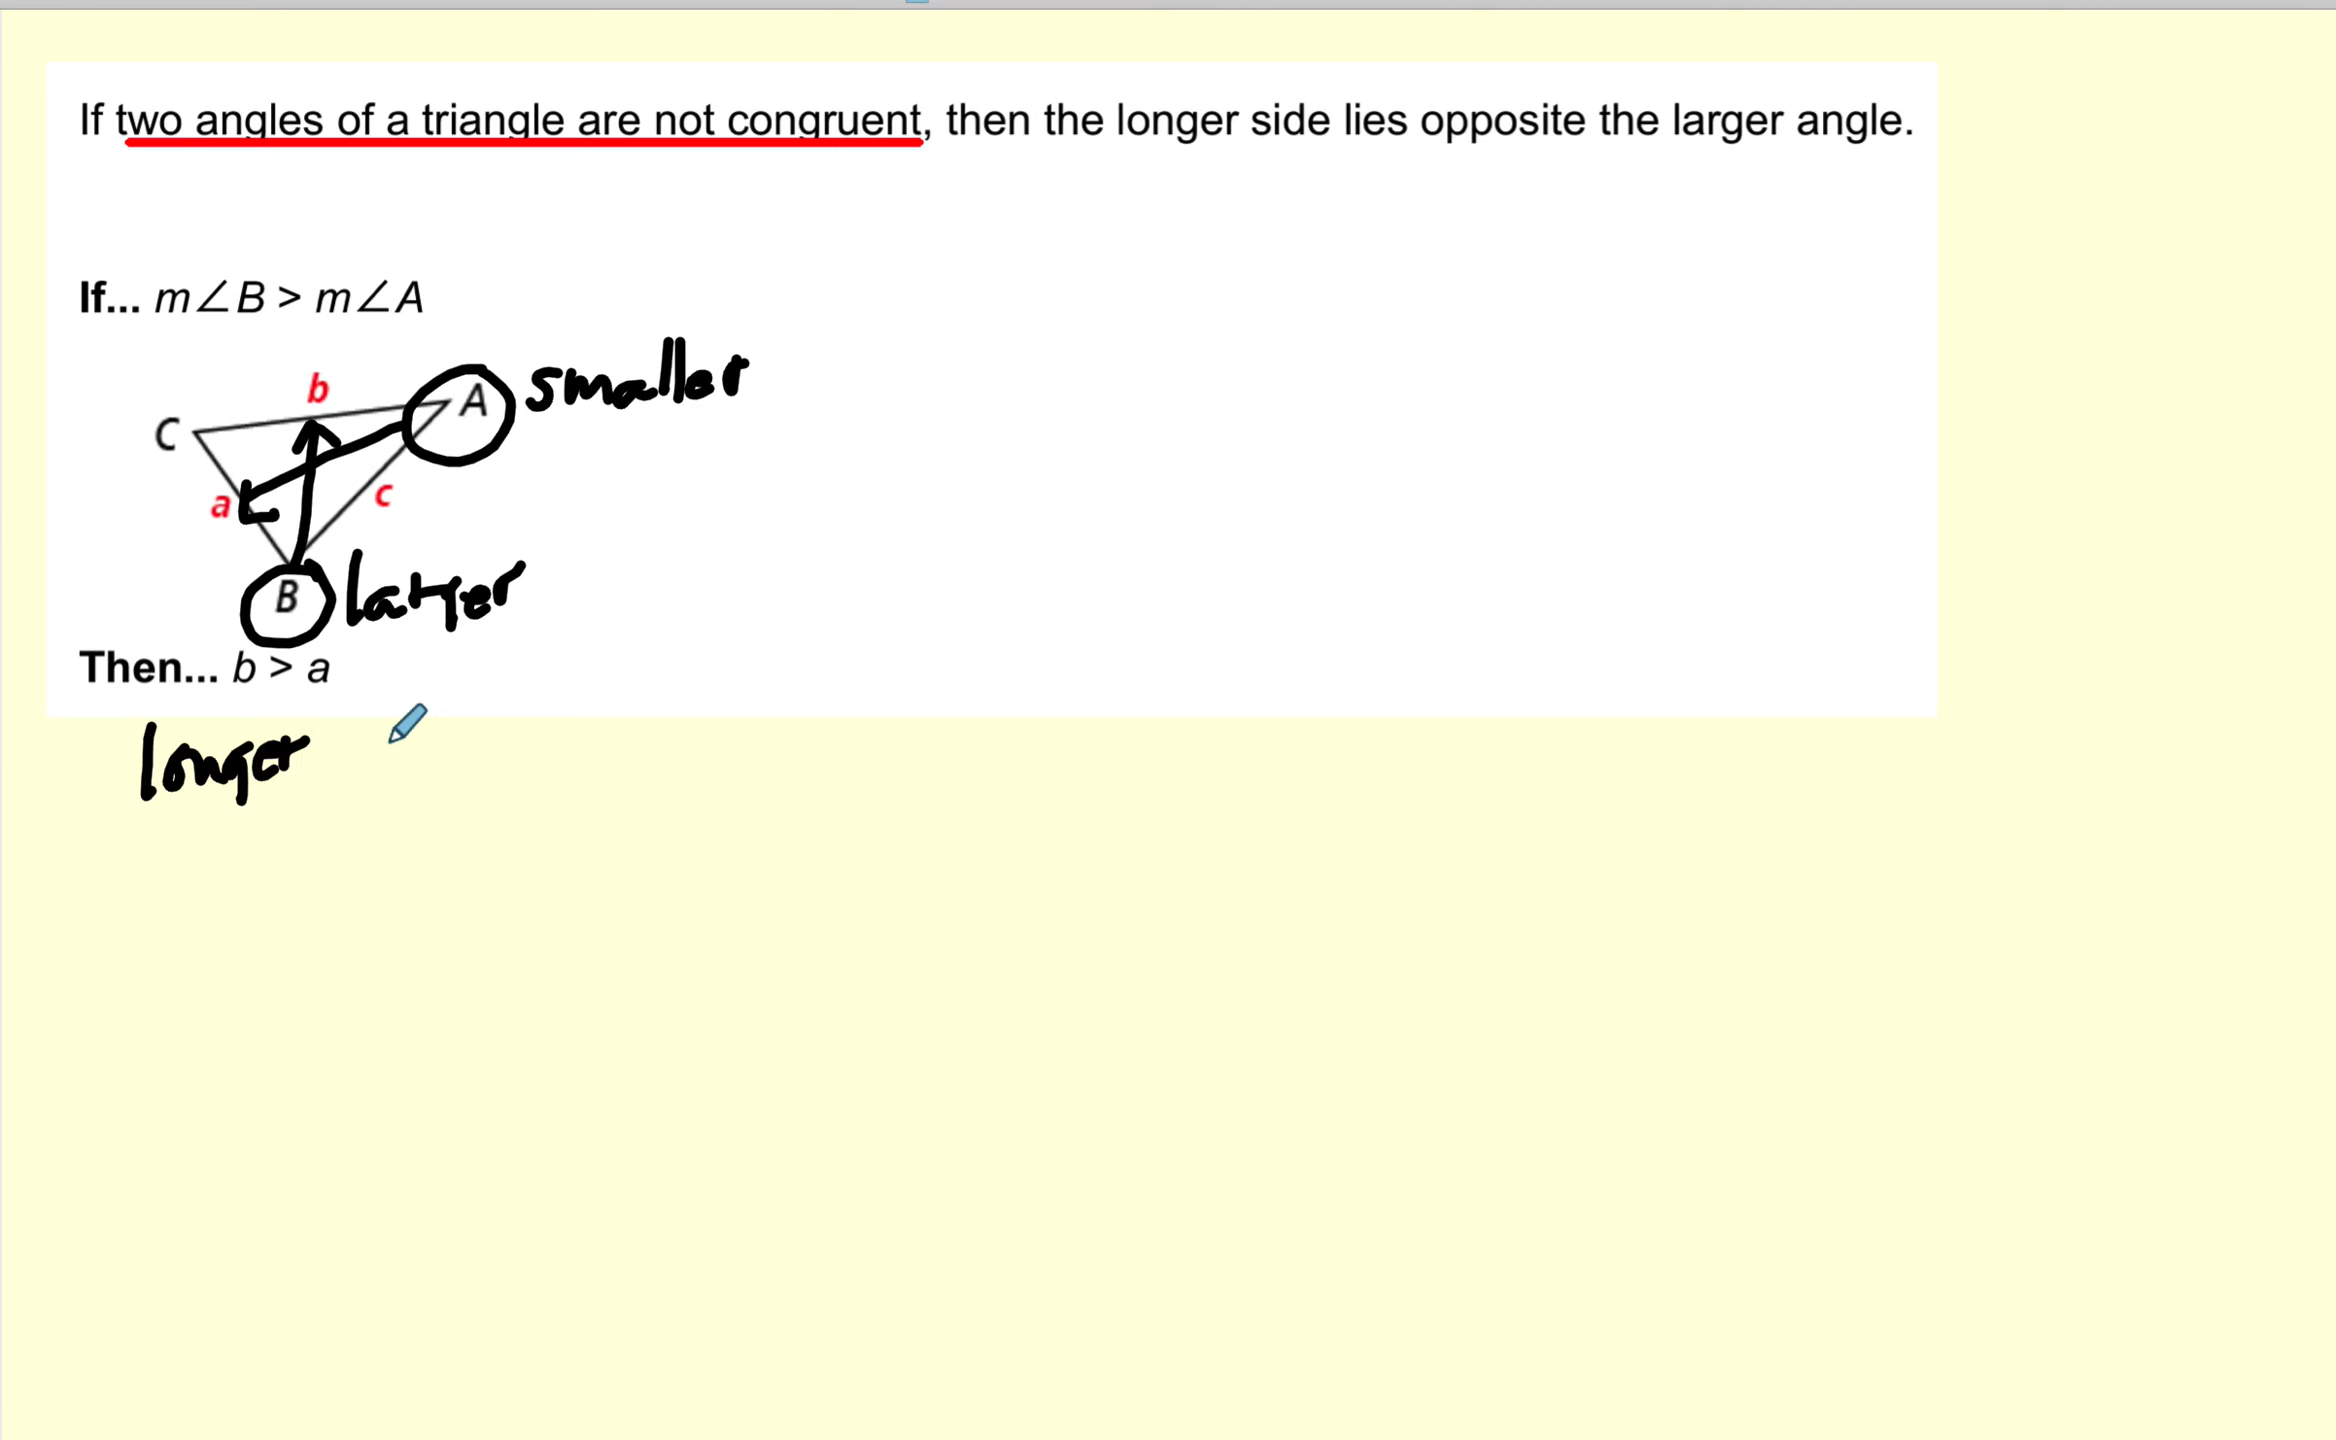 If two angles of a triangle are not congruent, then the longer side lies opposite the larger angle.
If... m∠B > m∠A
b
A smaller
C
a
c
B larger
Then... b > a
longer